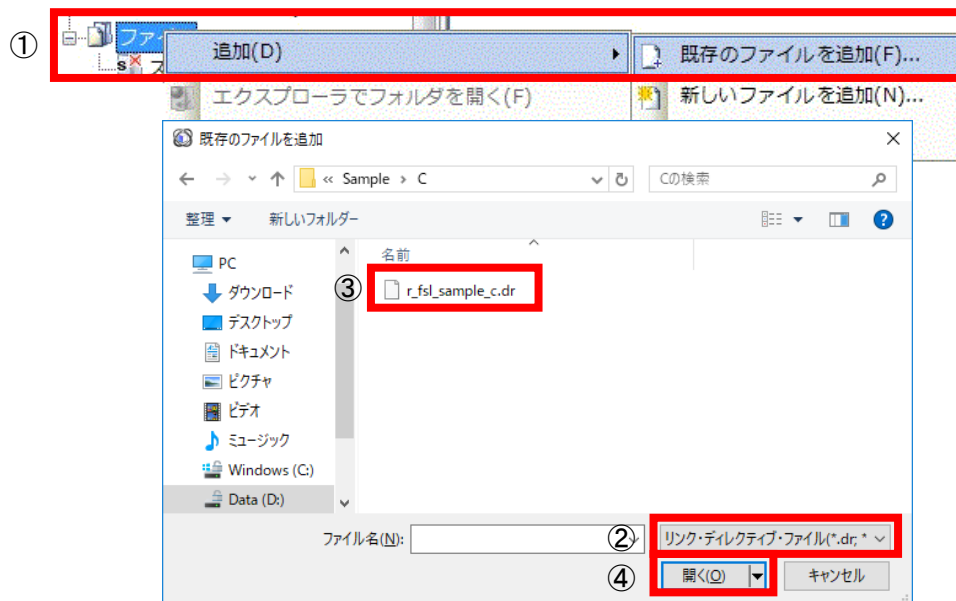 ①
ファイ
追加(D)
既存のファイルを追加(F)...
エクスプローラでフォルダを開く(F)
新しいファイルを追加(N)...
既存のファイルを追加
« Sample › C
Cの検索
整理
新しいフォルダー
PC
ダウンロード
デスクトップ
ドキュメント
ピクチャ
ビデオ
ミュージック
Windows (C:)
Data (D:)
名前
③
r_fsl_sample_c.dr
ファイル名(N):
②
リンク・ディレクティブ・ファイル(*.dr; *
④
開く(O)
キャンセル